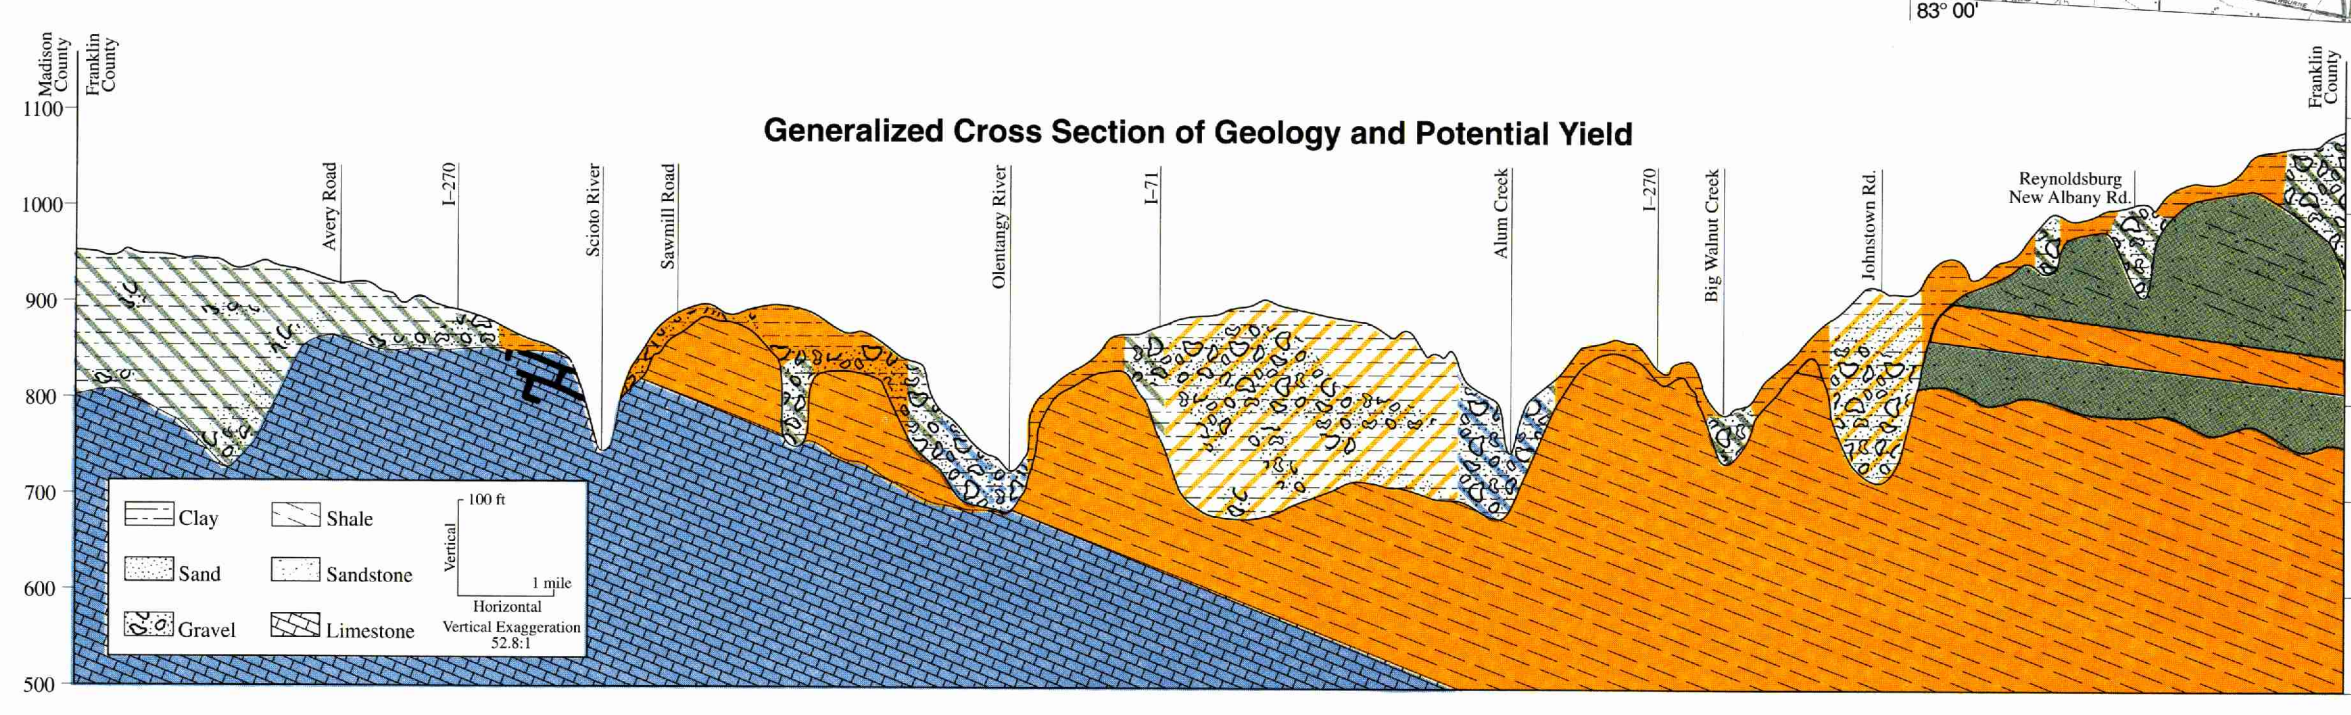 83° 00'
Madison
County
Franklin
County
Franklin
County
Generalized Cross Section of Geology and Potential Yield
1100
1000
900
800
700
600
500
Avery Road
I-270
Scioto River
Sawmill Road
Olentangy River
I-71
Alum Creek
I-270
Big Walnut Creek
Johnstown Rd.
Reynoldsburg
New Albany Rd.
Clay
Shale
Sand
Sandstone
Gravel
Limestone
100 ft
Vertical
1 mile
Horizontal
Vertical Exaggeration
52.8:1